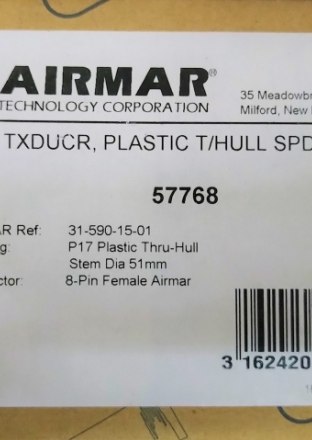 AIRMAR®
TECHNOLOGY CORPORATION
35 Meadowbr
Milford, New
TXDUCR, PLASTIC T/HULL SPD
57768
AR Ref: 31-590-15-01
g: P17 Plastic Thru-Hull
Stem Dia 51mm
ctor: 8-Pin Female Airmar
3 162420